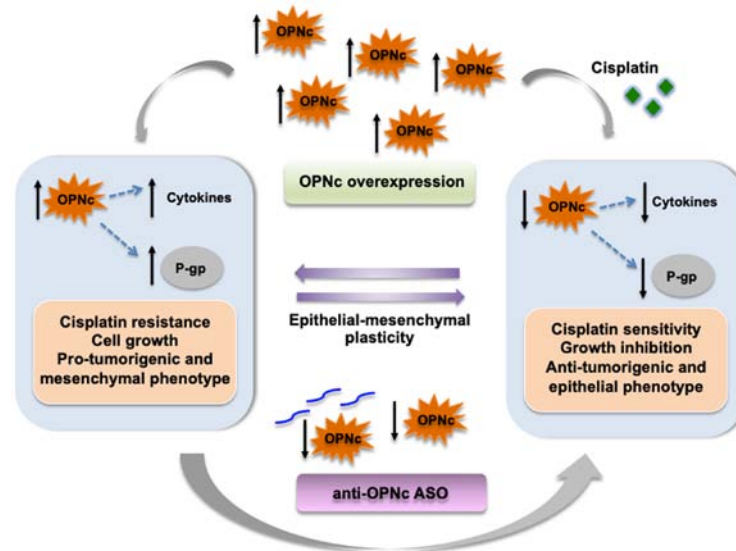 OPNc
OPNc
OPNc
OPNc
OPNc
Cisplatin
OPNc overexpression
OPNc
Cytokines
P-gp
Cisplatin resistance
Cell growth
Pro-tumorigenic and
mesenchymal phenotype
Epithelial-mesenchymal
plasticity
OPNc
Cytokines
P-gp
Cisplatin sensitivity
Growth inhibition
Anti-tumorigenic and
epithelial phenotype
OPNc
OPNc
anti-OPNc ASO